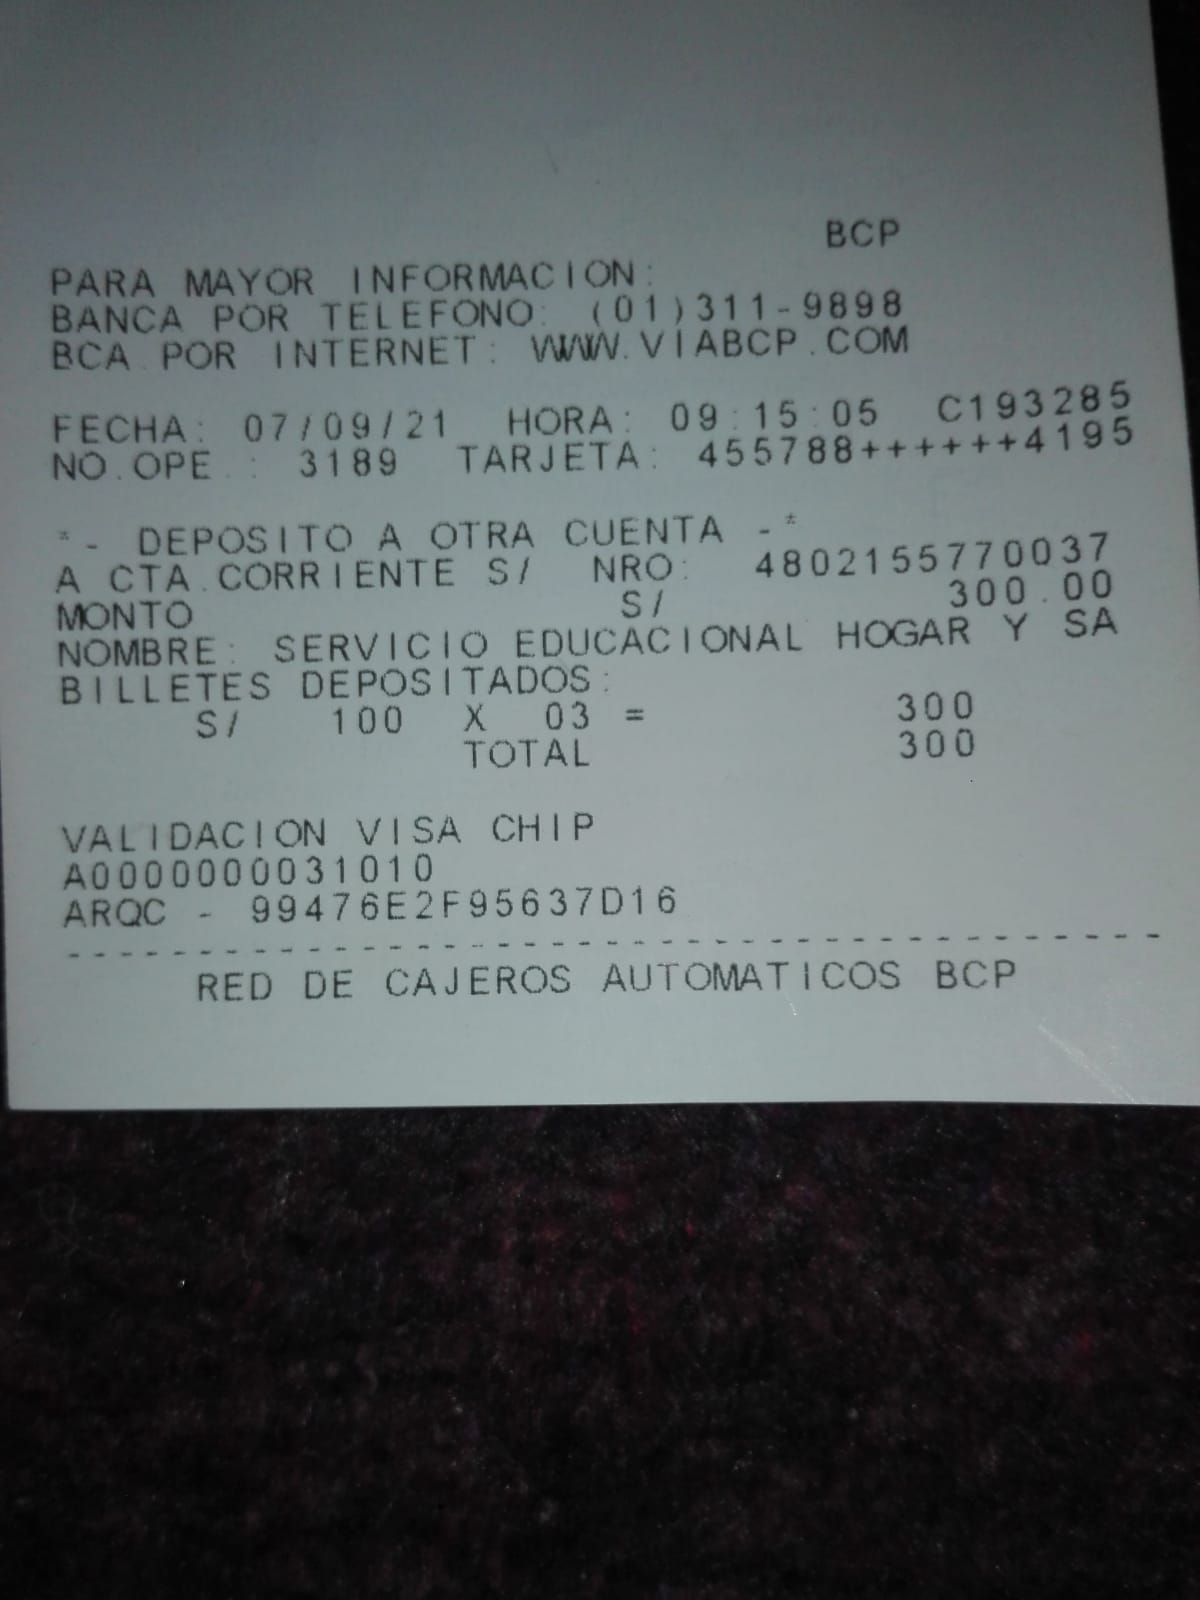 BCP
PARA MAYOR INFORMACION:
BANCA POR TELEFONO: (01)311-9898
BCA.POR INTERNET: WWW.VIABCP.COM
FECHA: 07/09/21 HORA: 09:15:05 C193285
NO.OPE.: 3189 TARJETA: 455788++++++4195
*- DEPOSITO A OTRA CUENTA -*
A CTA.CORRIENTE S/ NRO: 4802155770037
MONTO S/ 300.00
NOMBRE: SERVICIO EDUCACIONAL HOGAR Y SA
BILLETES DEPOSITADOS:
S/ 100 X 03 = 300
TOTAL 300
VALIDACION VISA CHIP
A0000000031010
ARQC - 99476E2F95637D16
-----------------------------------------
RED DE CAJEROS AUTOMATICOS BCP